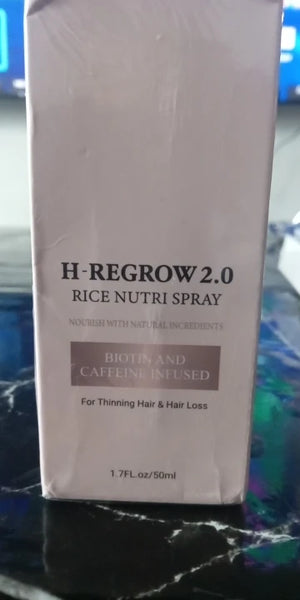 H-REGROW 2.0
RICE NUTRI SPRAY
NOURISH WITH NATURAL INGREDIENTS
BIOTIN AND
CAFFEINE INFUSED
For Thinning Hair & Hair Loss
1.7FL.oz/50ml